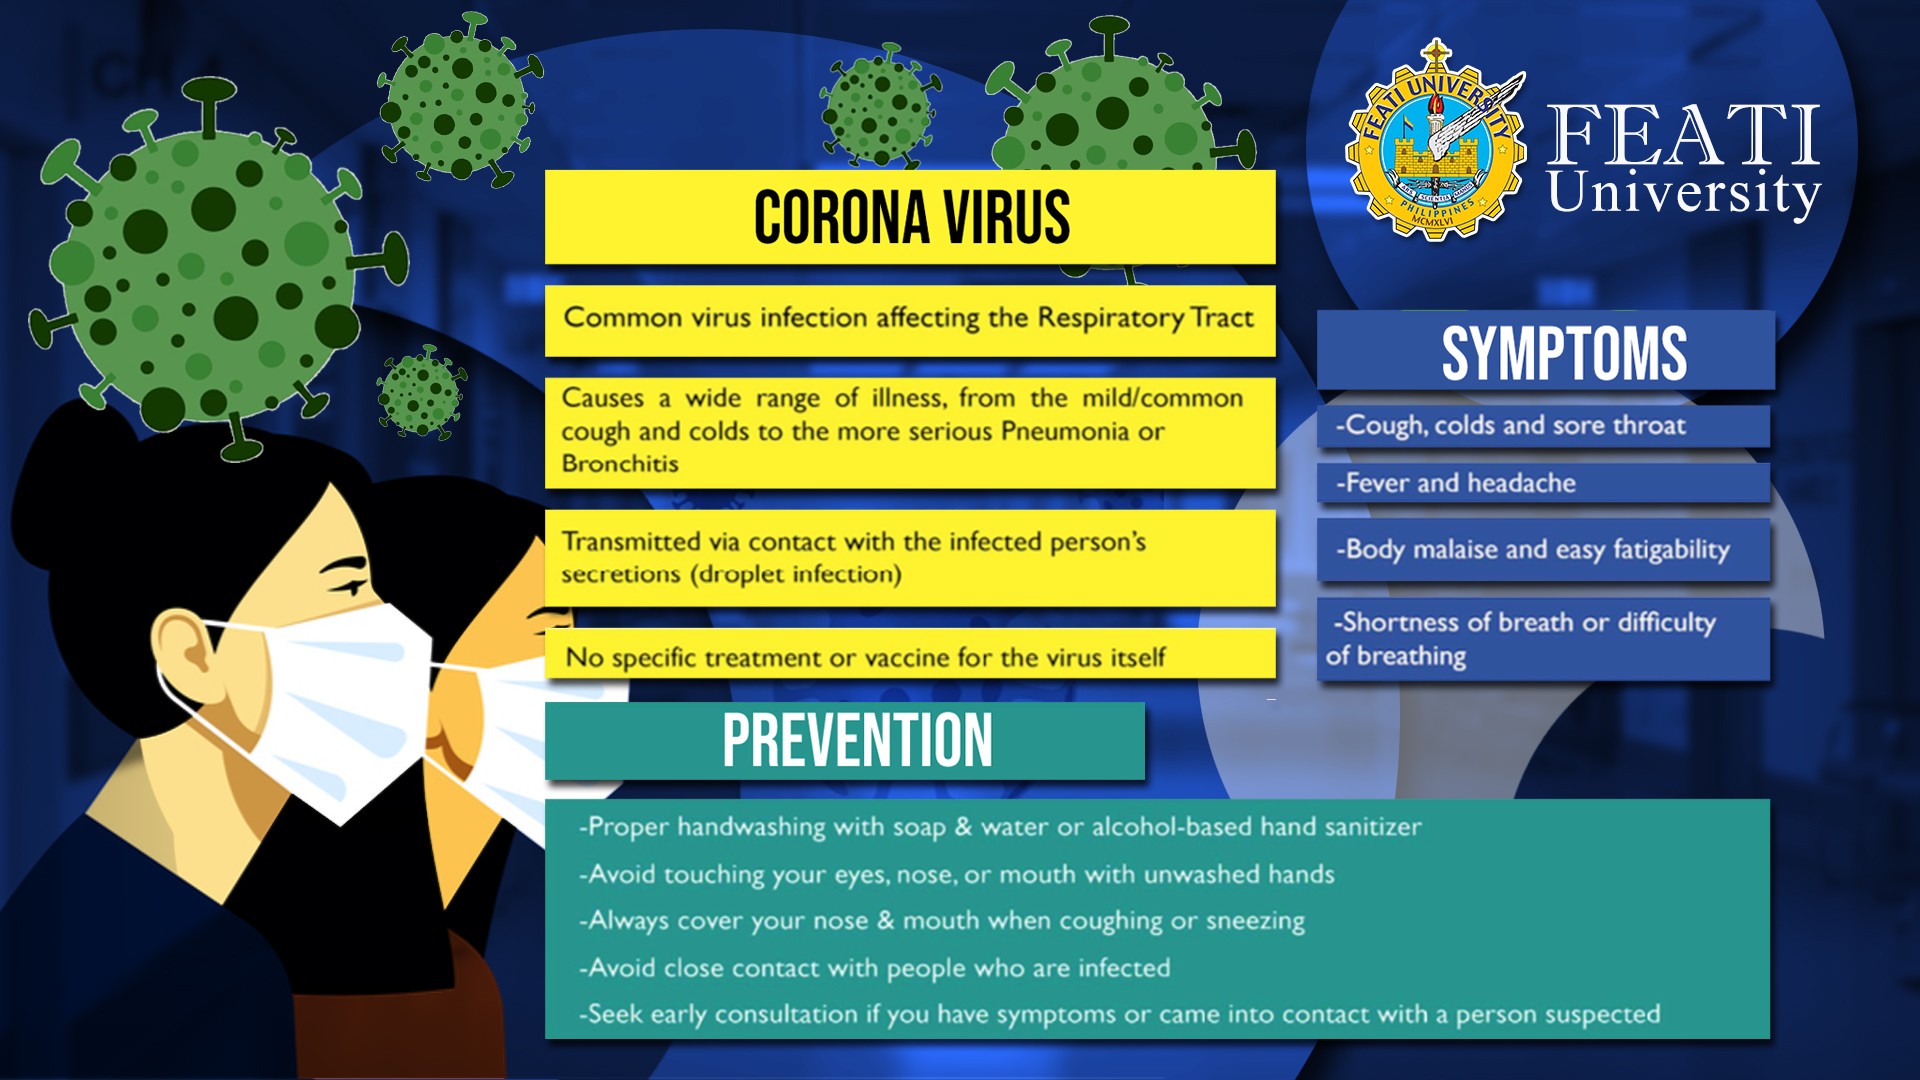 CORONA VIRUS
Common virus infection affecting the Respiratory Tract
Causes a wide range of illness, from the mild/common
cough and colds to the more serious Pneumonia or
Bronchitis
Transmitted via contact with the infected person's
secretions (droplet infection)
No specific treatment or vaccine for the virus itself
FEATI UNIVERSITY
PHILIPPINES
MCMXLVI
FEATI
University
SYMPTOMS
-Cough, colds and sore throat
-Fever and headache
-Body malaise and easy fatigability
-Shortness of breath or difficulty
of breathing
PREVENTION
-Proper handwashing with soap & water or alcohol-based hand sanitizer
-Avoid touching your eyes, nose, or mouth with unwashed hands
-Always cover your nose & mouth when coughing or sneezing
-Avoid close contact with people who are infected
-Seek early consultation if you have symptoms or came into contact with a person suspected